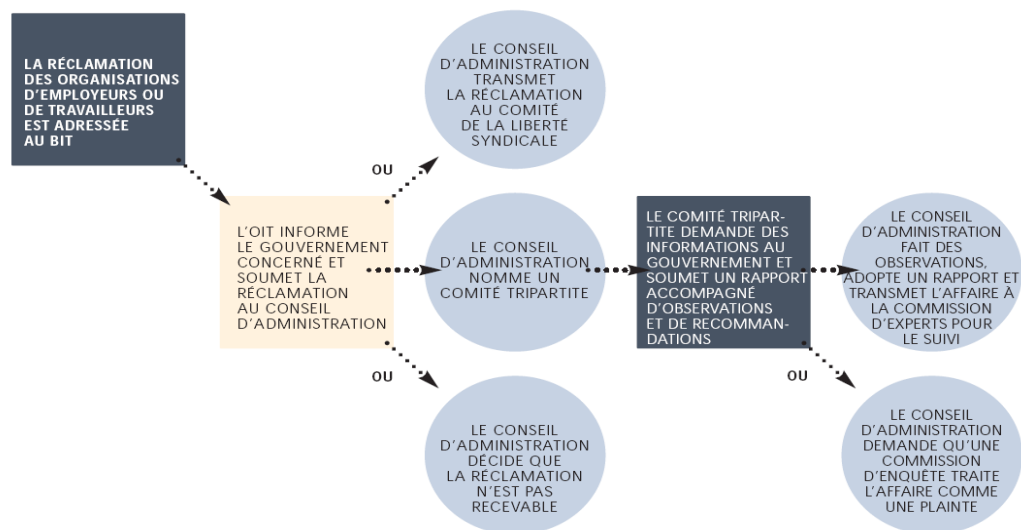 LA RÉCLAMATION
DES ORGANISATIONS
D'EMPLOYEURS OU
DE TRAVAILLEURS
EST ADRESSÉE
AU BIT
L'OIT INFORME
LE GOUVERNEMENT
CONCERNÉ ET
SOUMET LA
RÉCLAMATION
AU CONSEIL
D'ADMINISTRATION
OU
LE CONSEIL
D'ADMINISTRATION
TRANSMET
LA RÉCLAMATION
AU COMITÉ
DE LA LIBERTÉ
SYNDICALE
LE CONSEIL
D'ADMINISTRATION
NOMME UN
COMITÉ TRIPARTITE
OU
LE CONSEIL
D'ADMINISTRATION
DÉCIDE QUE
LA RÉCLAMATION
N'EST PAS
RECEVABLE
LE COMITÉ TRIPAR-
TITE DEMANDE DES
INFORMATIONS AU
GOUVERNEMENT ET
SOUMET UN RAPPORT
ACCOMPAGNÉ
D'OBSERVATIONS
ET DE RECOMMAN-
DATIONS
LE CONSEIL
D'ADMINISTRATION
FAIT DES
OBSERVATIONS,
ADOPTE UN RAPPORT ET
TRANSMET L'AFFAIRE À
LA COMMISSION
D'EXPERTS POUR
LE SUIVI
OU
LE CONSEIL
D'ADMINISTRATION
DEMANDE QU'UNE
COMMISSION
D'ENQUÊTE TRAITE
L'AFFAIRE COMME
UNE PLAINTE